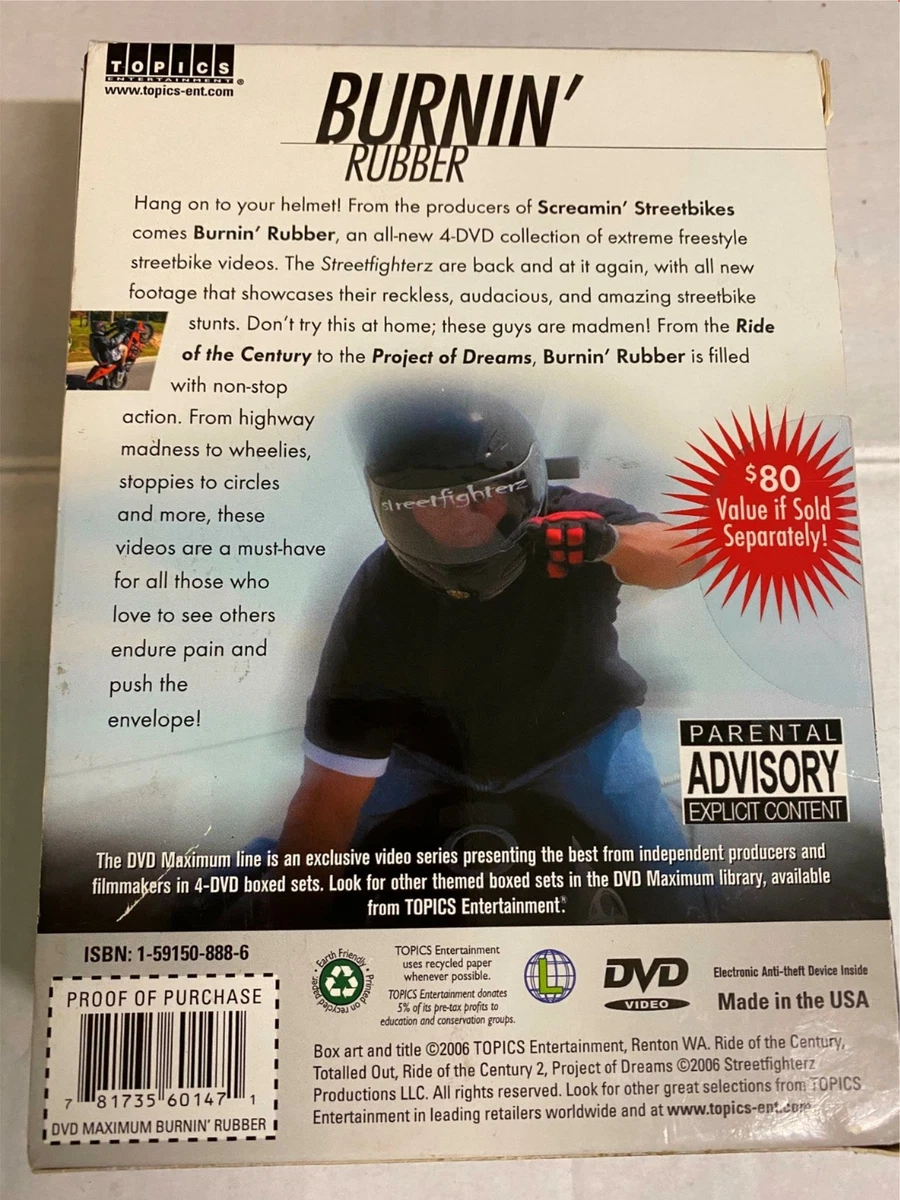 TOPICS
ENTERTAINMENT®
www.topics-ent.com
BURNIN'
RUBBER
Hang on to your helmet! From the producers of Screamin' Streetbikes
comes Burnin' Rubber, an all-new 4-DVD collection of extreme freestyle
streetbike videos. The Streetfighterz are back and at it again, with all new
footage that showcases their reckless, audacious, and amazing streetbike
stunts. Don't try this at home; these guys are madmen! From the Ride
of the Century to the Project of Dreams, Burnin' Rubber is filled
with non-stop
action. From highway
madness to wheelies,
stoppies to circles
and more, these
videos are a must-have
for all those who
love to see others
endure pain and
push the
envelope!
streetfighterz
$80
Value if Sold
Separately!
PARENTAL
ADVISORY
EXPLICIT CONTENT
The DVD Maximum line is an exclusive video series presenting the best from independent producers and
filmmakers in 4-DVD boxed sets. Look for other themed boxed sets in the DVD Maximum library, available
from TOPICS Entertainment.®
ISBN: 1-59150-888-6
PROOF OF PURCHASE
7 81735 60147 1
DVD MAXIMUM BURNIN' RUBBER
• Earth Friendly • Printed on recycled paper
TOPICS Entertainment
uses recycled paper
whenever possible.
TOPICS Entertainment donates
5% of its pre-tax profits to
education and conservation groups.
L
DVD
VIDEO
Electronic Anti-theft Device Inside
Made in the USA
Box art and title ©2006 TOPICS Entertainment, Renton WA. Ride of the Century,
Totalled Out, Ride of the Century 2, Project of Dreams ©2006 Streetfighterz
Productions LLC. All rights reserved. Look for other great selections from TOPICS
Entertainment in leading retailers worldwide and at www.topics-ent.com